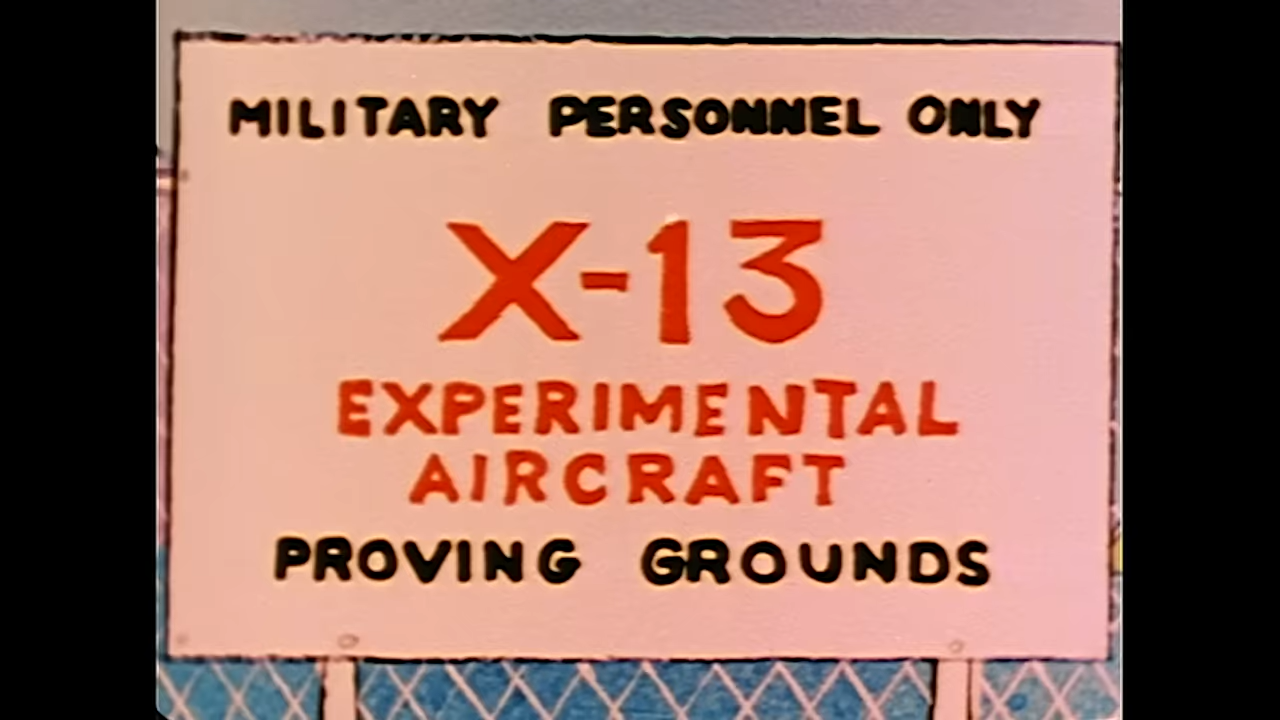 MILITARY PERSONNEL ONLY
X-13
EXPERIMENTAL
AIRCRAFT
PROVING GROUNDS